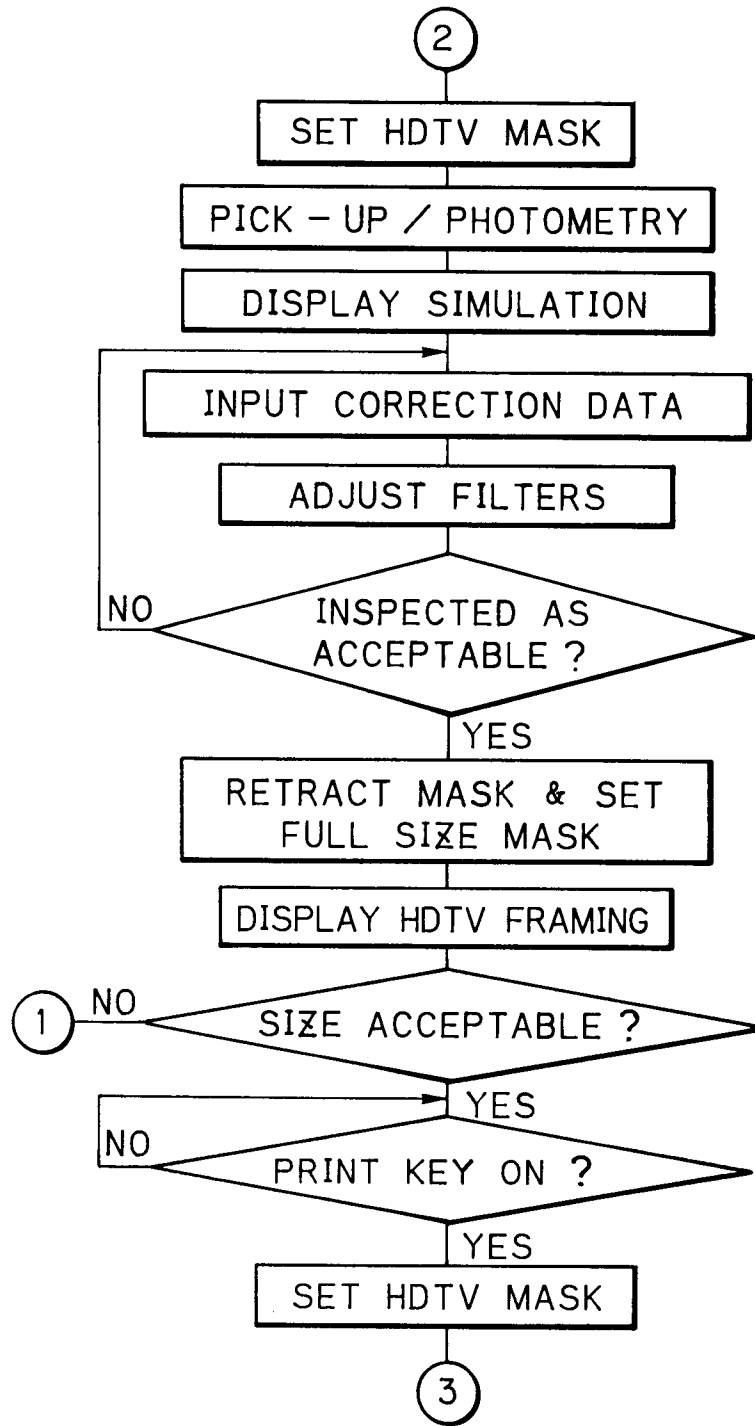 2
SET HDTV MASK
PICK-UP / PHOTOMETRY
DISPLAY SIMULATION
INPUT CORRECTION DATA
ADJUST FILTERS
NO
INSPECTED AS
ACCEPTABLE ?
YES
RETRACT MASK & SET
FULL SIZE MASK
DISPLAY HDTV FRAMING
1
NO
SIZE ACCEPTABLE ?
YES
NO
PRINT KEY ON ?
YES
SET HDTV MASK
3